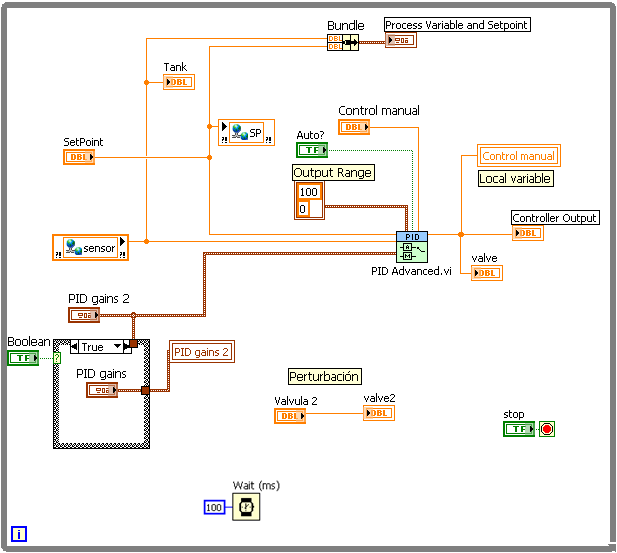 Bundle
Process Variable and Setpoint
DBL
DBL
Tank
DBL
SP
?! ?!
Control manual
DBL
Auto?
TF
SetPoint
DBL
Control manual
Local variable
Output Range
100
0
Controller Output
DBL
PID
A
M
PID Advanced.vi
sensor
?! ?!
valve
DBL
PID gains 2
Boolean
TF
?
True
PID gains 2
PID gains
Perturbación
Valvula 2
DBL
valve2
DBL
stop
TF
Wait (ms)
100
i